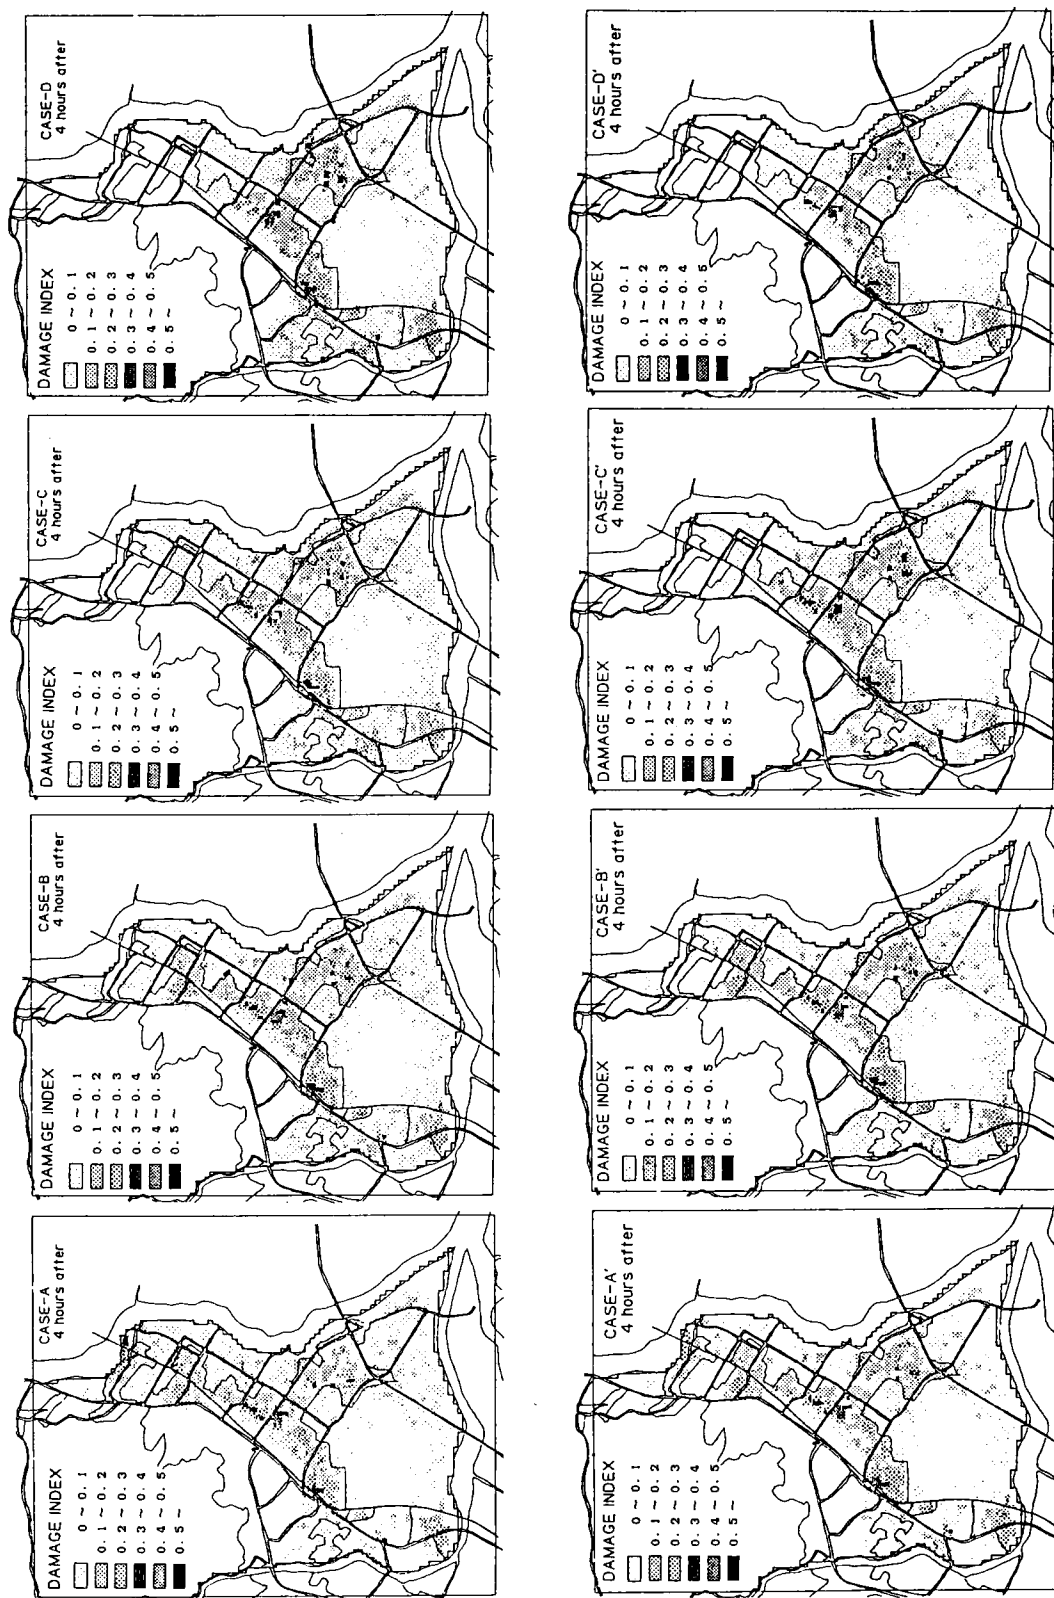 DAMAGE INDEX
0 ~ 0. 1
0. 1 ~ 0. 2
0. 2 ~ 0. 3
0. 3 ~ 0. 4
0. 4 ~ 0. 5
0. 5 ~
CASE-A
4 hours after
DAMAGE INDEX
0 ~ 0. 1
0. 1 ~ 0. 2
0. 2 ~ 0. 3
0. 3 ~ 0. 4
0. 4 ~ 0. 5
0. 5 ~
CASE-B
4 hours after
DAMAGE INDEX
0 ~ 0. 1
0. 1 ~ 0. 2
0. 2 ~ 0. 3
0. 3 ~ 0. 4
0. 4 ~ 0. 5
0. 5 ~
CASE-C
4 hours after
DAMAGE INDEX
0 ~ 0. 1
0. 1 ~ 0. 2
0. 2 ~ 0. 3
0. 3 ~ 0. 4
0. 4 ~ 0. 5
0. 5 ~
CASE-D
4 hours after
DAMAGE INDEX
0 ~ 0. 1
0. 1 ~ 0. 2
0. 2 ~ 0. 3
0. 3 ~ 0. 4
0. 4 ~ 0. 5
0. 5 ~
CASE-A'
4 hours after
DAMAGE INDEX
0 ~ 0. 1
0. 1 ~ 0. 2
0. 2 ~ 0. 3
0. 3 ~ 0. 4
0. 4 ~ 0. 5
0. 5 ~
CASE-B'
4 hours after
DAMAGE INDEX
0 ~ 0. 1
0. 1 ~ 0. 2
0. 2 ~ 0. 3
0. 3 ~ 0. 4
0. 4 ~ 0. 5
0. 5 ~
CASE-C'
4 hours after
DAMAGE INDEX
0 ~ 0. 1
0. 1 ~ 0. 2
0. 2 ~ 0. 3
0. 3 ~ 0. 4
0. 4 ~ 0. 5
0. 5 ~
CASE-D'
4 hours after